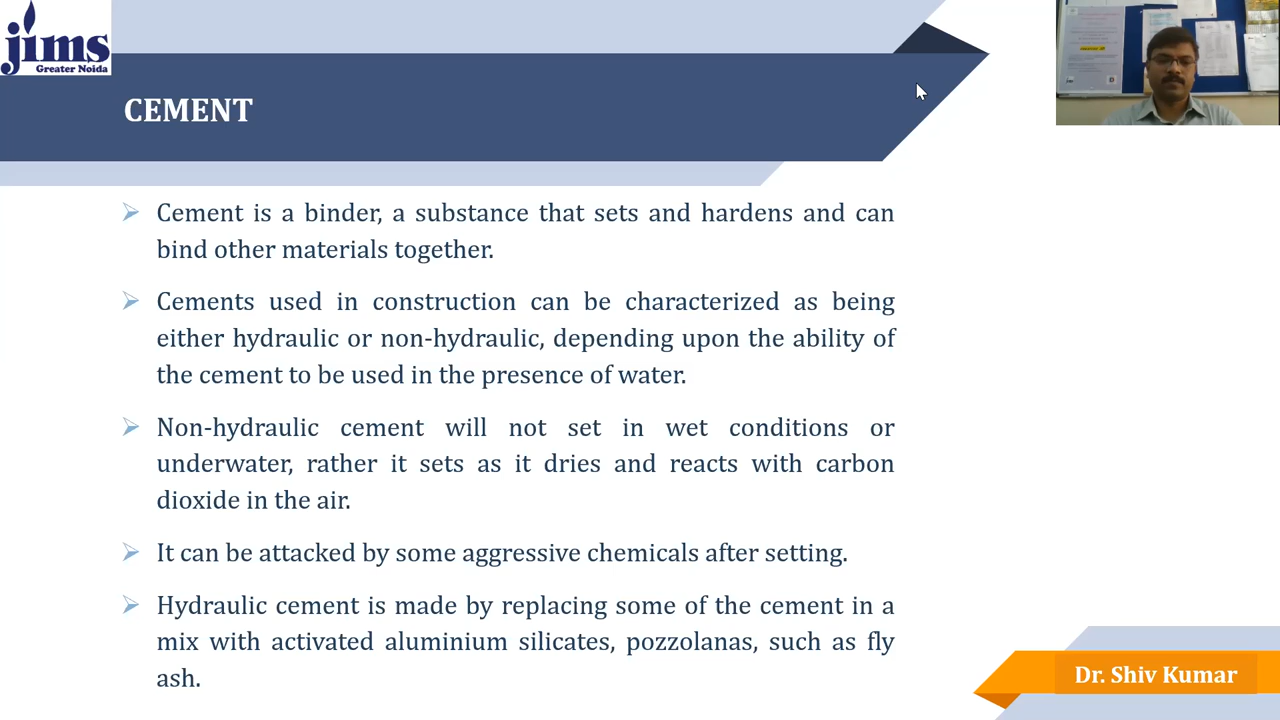 jims
Greater Noida
CEMENT
Cement is a binder, a substance that sets and hardens and can
bind other materials together.
Cements used in construction can be characterized as being
either hydraulic or non-hydraulic, depending upon the ability of
the cement to be used in the presence of water.
Non-hydraulic cement will not set in wet conditions or
underwater, rather it sets as it dries and reacts with carbon
dioxide in the air.
It can be attacked by some aggressive chemicals after setting.
Hydraulic cement is made by replacing some of the cement in a
mix with activated aluminium silicates, pozzolanas, such as fly
ash.
Dr. Shiv Kumar